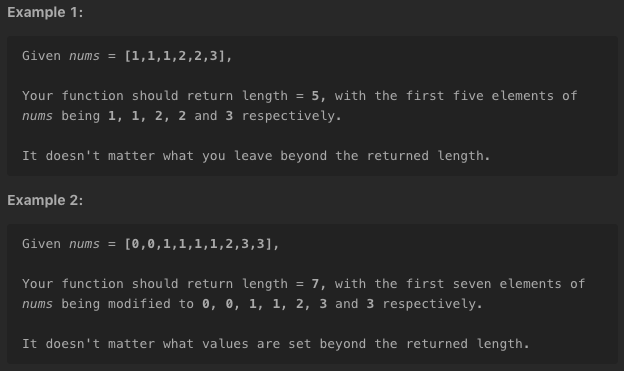 Example 1:
Given nums = [1,1,1,2,2,3],
Your function should return length = 5, with the first five elements of
nums being 1, 1, 2, 2 and 3 respectively.
It doesn't matter what you leave beyond the returned length.
Example 2:
Given nums = [0,0,1,1,1,1,2,3,3],
Your function should return length = 7, with the first seven elements of
nums being modified to 0, 0, 1, 1, 2, 3 and 3 respectively.
It doesn't matter what values are set beyond the returned length.